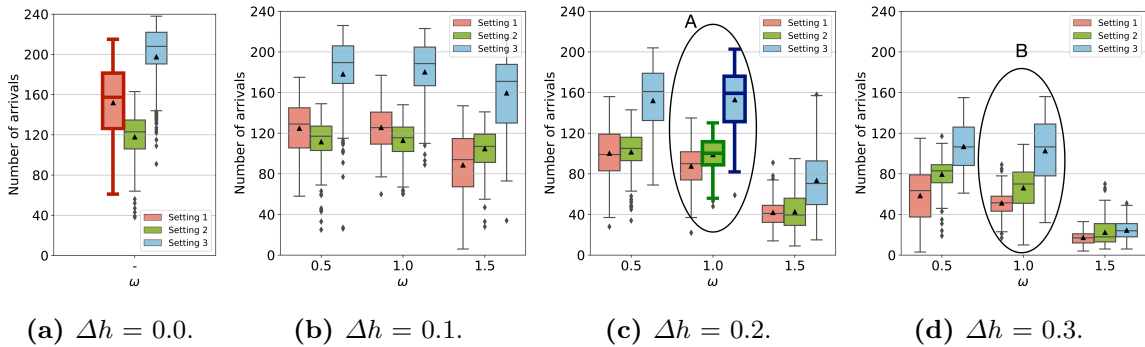 240
200
160
120
80
40
0
Number of arrivals
Setting 1
Setting 2
Setting 3
-
ω
(a) Δh = 0.0.
240
200
160
120
80
40
0
Number of arrivals
Setting 1
Setting 2
Setting 3
0.5 1.0 1.5
ω
(b) Δh = 0.1.
A
240
200
160
120
80
40
0
Number of arrivals
Setting 1
Setting 2
Setting 3
0.5 1.0 1.5
ω
(c) Δh = 0.2.
B
240
200
160
120
80
40
0
Number of arrivals
Setting 1
Setting 2
Setting 3
0.5 1.0 1.5
ω
(d) Δh = 0.3.